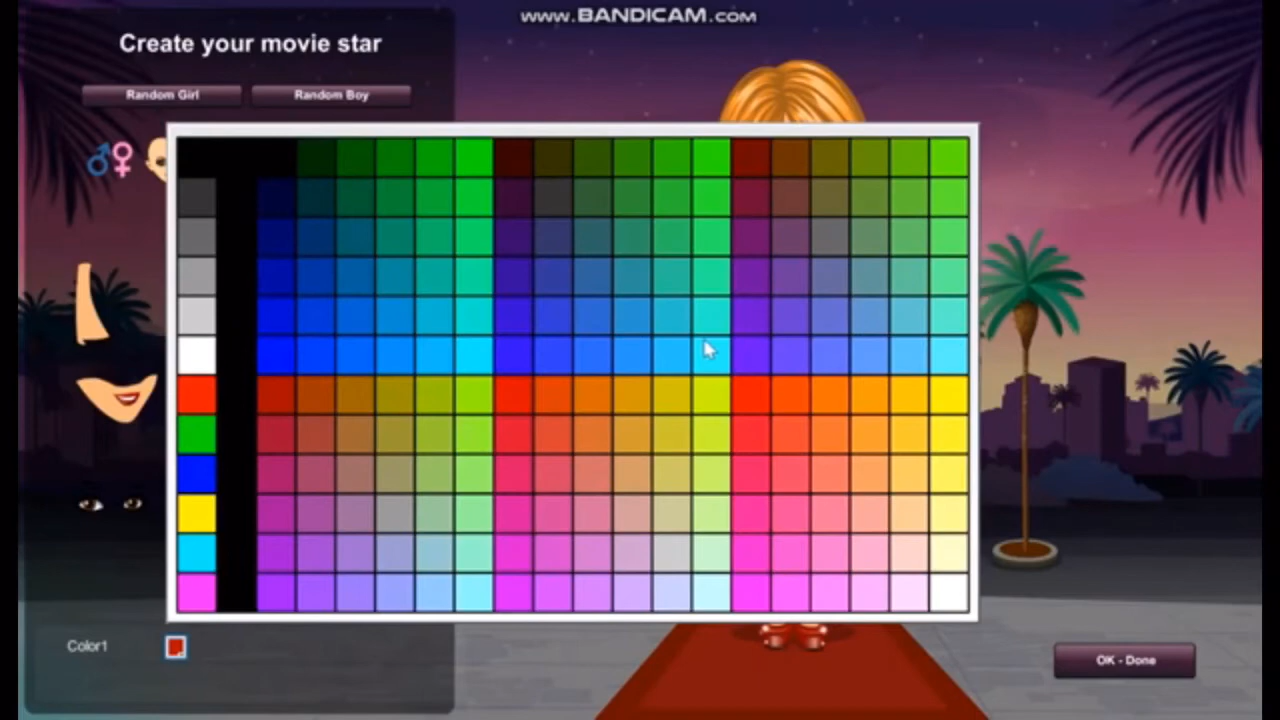 www.BANDICAM.com
Create your movie star
Random Girl
Random Boy
Color1
OK - Done